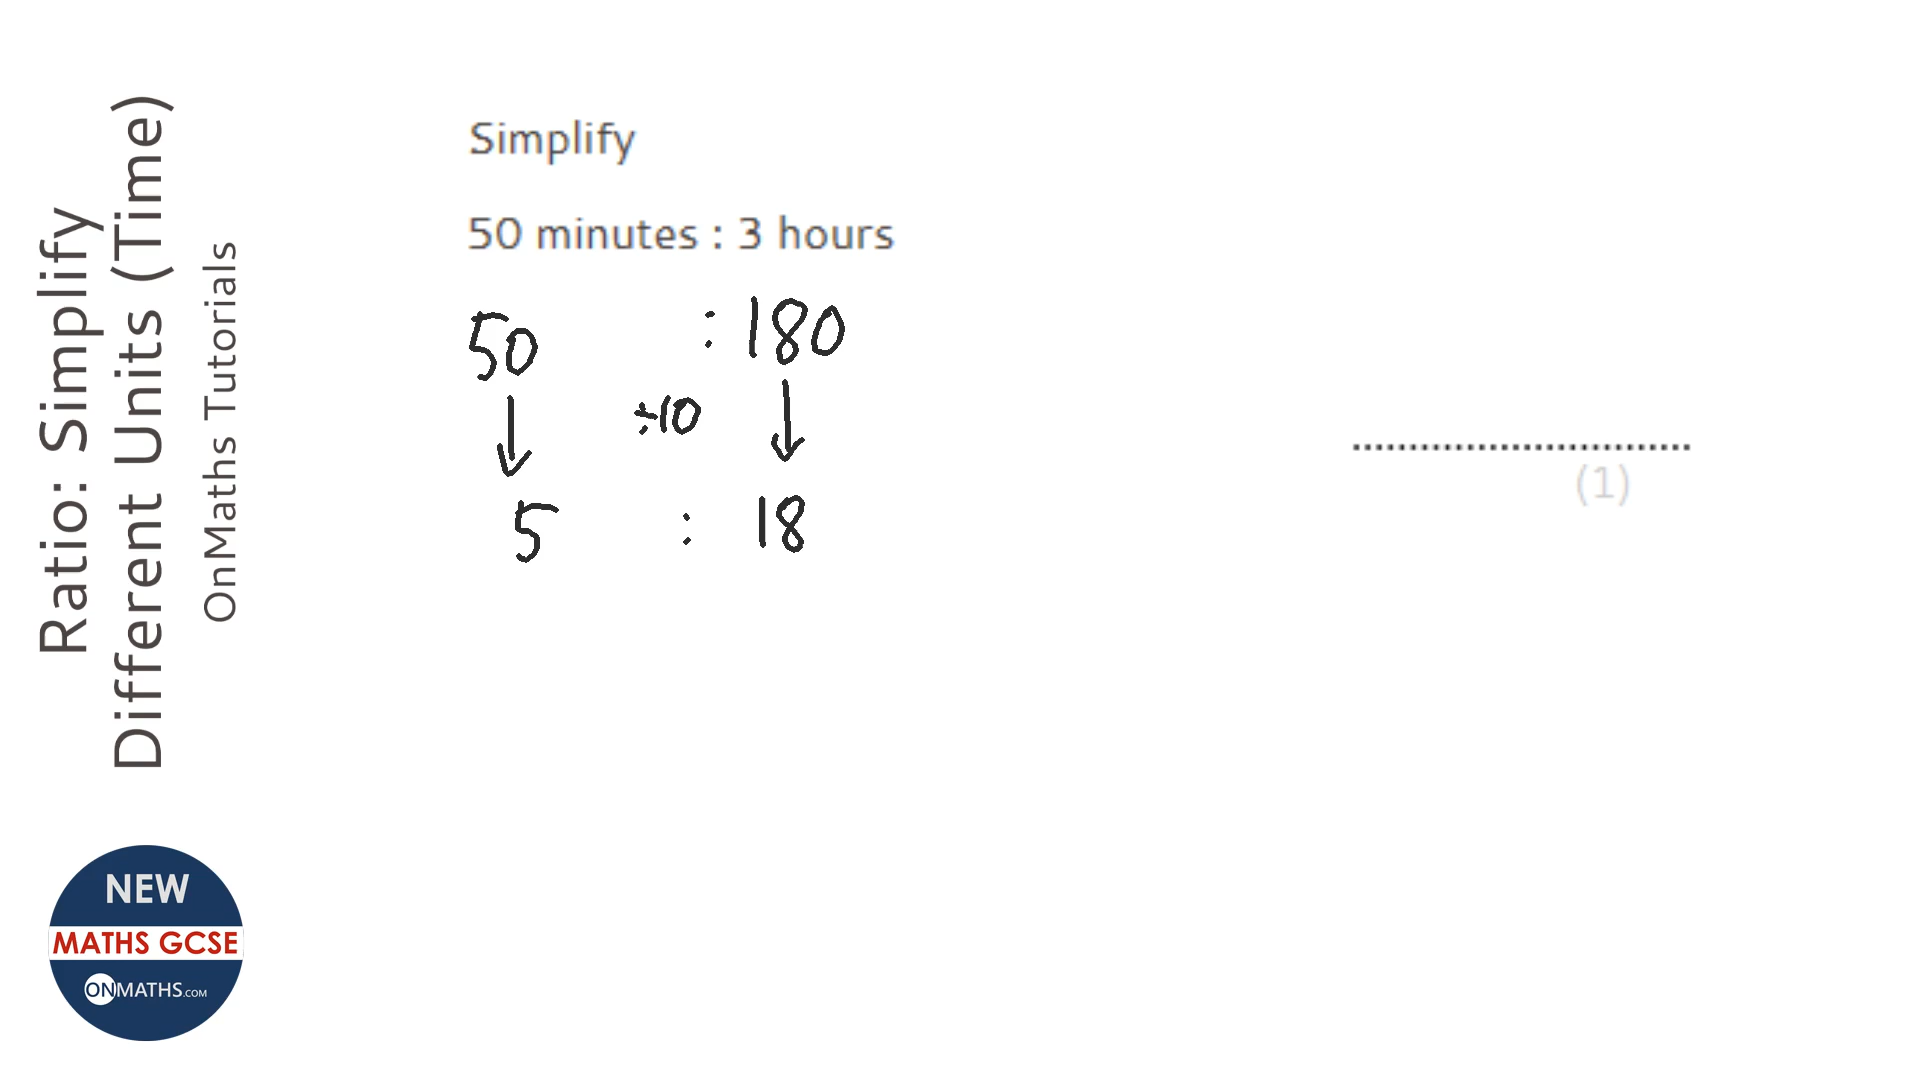 Ratio: Simplify
Different Units (Time)
OnMaths Tutorials
Simplify
50 minutes : 3 hours
50 : 180
÷10
5 : 18
(1)
NEW
MATHS GCSE
ONMATHS.COM